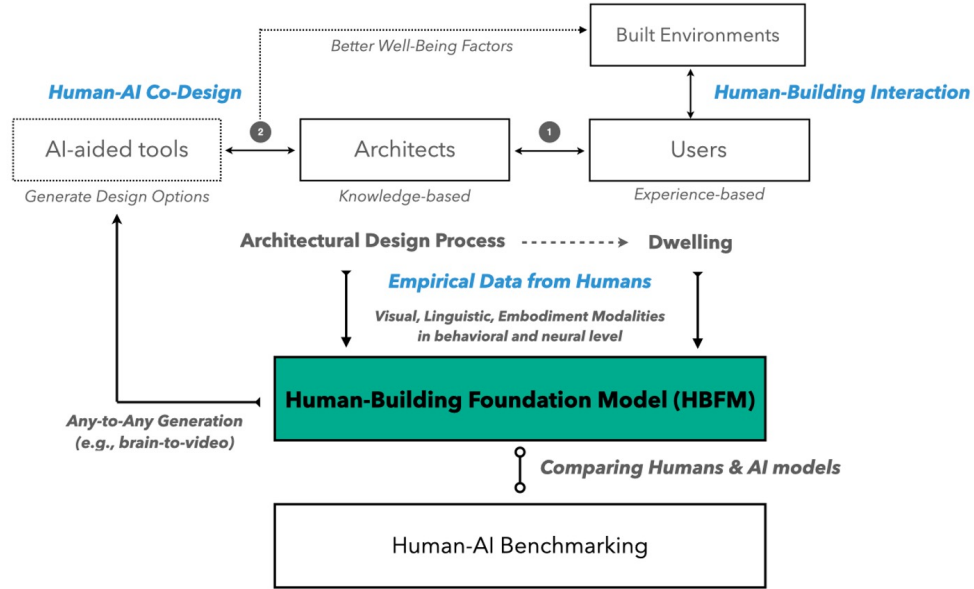 Built Environments
Better Well-Being Factors
Human-AI Co-Design
Human-Building Interaction
2
1
AI-aided tools
Architects
Users
Generate Design Options
Knowledge-based
Experience-based
Architectural Design Process
Dwelling
Empirical Data from Humans
Visual, Linguistic, Embodiment Modalities
in behavioral and neural level
Human-Building Foundation Model (HBFM)
Any-to-Any Generation
(e.g., brain-to-video)
Comparing Humans & AI models
Human-AI Benchmarking